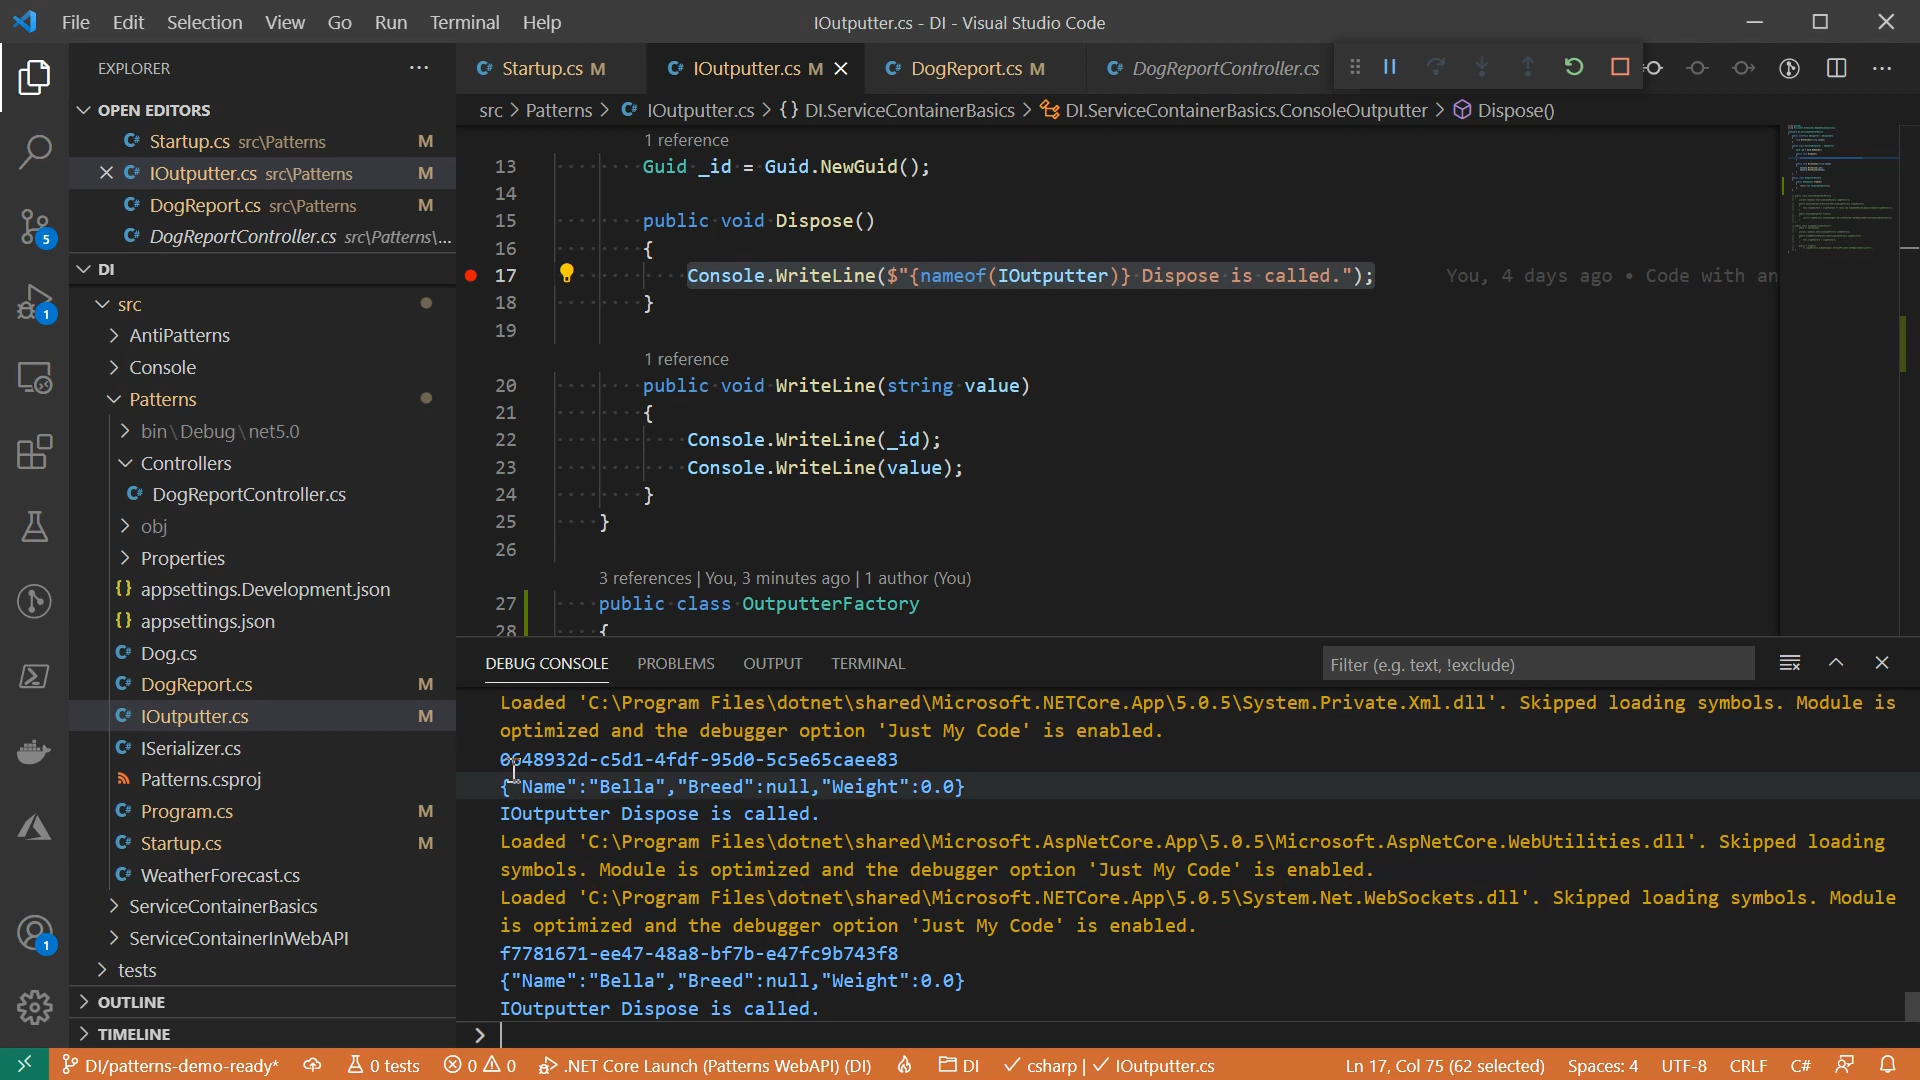 File Edit Selection View Go Run Terminal Help
IOutputter.cs - DI - Visual Studio Code
EXPLORER
OPEN EDITORS
Startup.cs src\Patterns M
IOutputter.cs src\Patterns M
DogReport.cs src\Patterns M
DogReportController.cs src\Patterns\...
DI
src
AntiPatterns
Console
Patterns
bin\Debug\net5.0
Controllers
DogReportController.cs
obj
Properties
appsettings.Development.json
appsettings.json
Dog.cs
DogReport.cs M
IOutputter.cs M
ISerializer.cs
Patterns.csproj
Program.cs M
Startup.cs M
WeatherForecast.cs
ServiceContainerBasics
ServiceContainerInWebAPI
tests
OUTLINE
TIMELINE
5
1
1
Startup.cs M
IOutputter.cs M
DogReport.cs M
DogReportController.cs
src > Patterns > IOutputter.cs > {} DI.ServiceContainerBasics > DI.ServiceContainerBasics.ConsoleOutputter > Dispose()
1 reference
13 Guid _id = Guid.NewGuid();
14
15 public void Dispose()
16 {
17 Console.WriteLine($"{nameof(IOutputter)} Dispose is called."); You, 4 days ago • Code with an
18 }
19
1 reference
20 public void WriteLine(string value)
21 {
22 Console.WriteLine(_id);
23 Console.WriteLine(value);
24 }
25 }
26
3 references | You, 3 minutes ago | 1 author (You)
27 public class OutputterFactory
28 {
DEBUG CONSOLE PROBLEMS OUTPUT TERMINAL
Filter (e.g. text, !exclude)
Loaded 'C:\Program Files\dotnet\shared\Microsoft.NETCore.App\5.0.5\System.Private.Xml.dll'. Skipped loading symbols. Module is
optimized and the debugger option 'Just My Code' is enabled.
0648932d-c5d1-4fdf-95d0-5c5e65caee83
{"Name":"Bella","Breed":null,"Weight":0.0}
IOutputter Dispose is called.
Loaded 'C:\Program Files\dotnet\shared\Microsoft.AspNetCore.App\5.0.5\Microsoft.AspNetCore.WebUtilities.dll'. Skipped loading
symbols. Module is optimized and the debugger option 'Just My Code' is enabled.
Loaded 'C:\Program Files\dotnet\shared\Microsoft.NETCore.App\5.0.5\System.Net.WebSockets.dll'. Skipped loading symbols. Module
is optimized and the debugger option 'Just My Code' is enabled.
f7781671-ee47-48a8-bf7b-e47fc9b743f8
{"Name":"Bella","Breed":null,"Weight":0.0}
IOutputter Dispose is called.
DI/patterns-demo-ready* 0 tests 0 0 .NET Core Launch (Patterns WebAPI) (DI) DI csharp | IOutputter.cs Ln 17, Col 75 (62 selected) Spaces: 4 UTF-8 CRLF C#